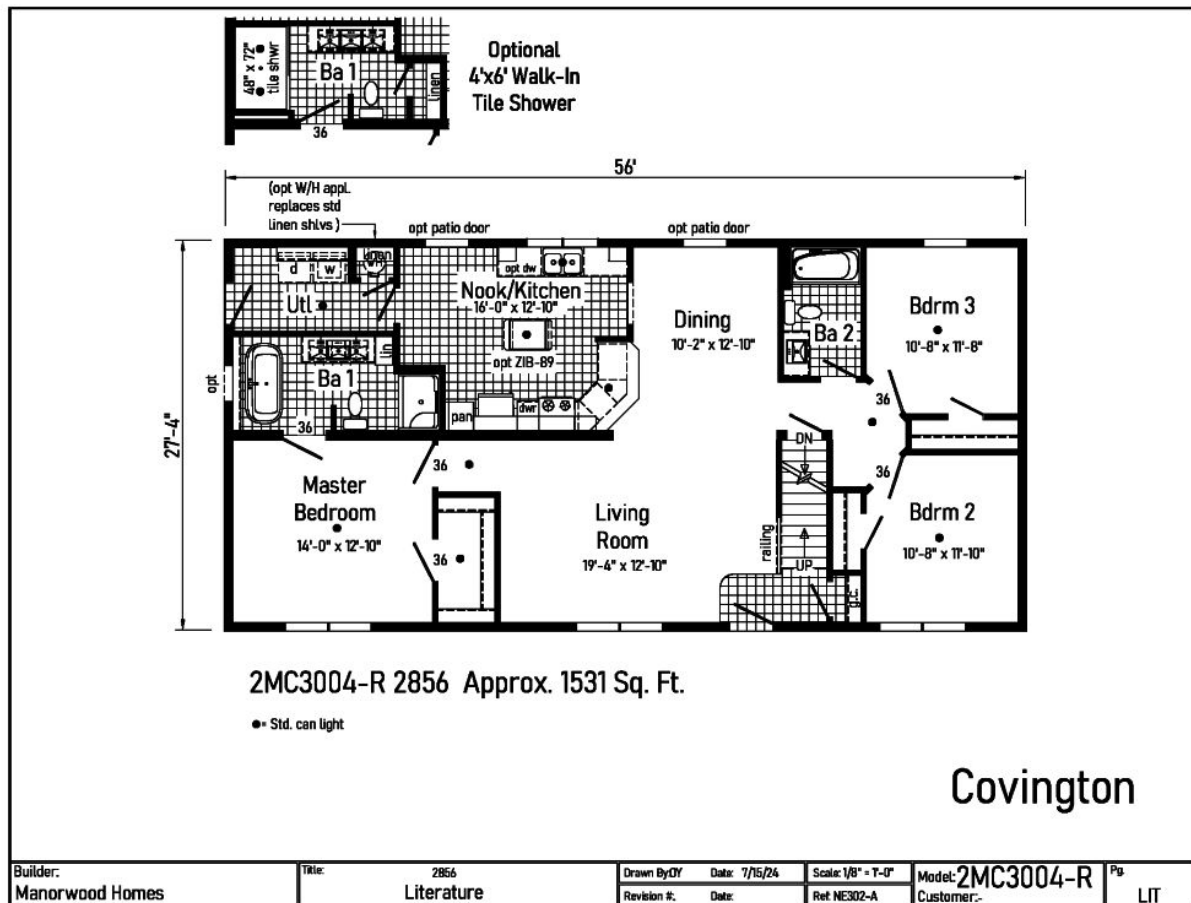 48" x 72"
tile shwr
Ba 1
linen
36
Optional
4'x6' Walk-In
Tile Shower
56'
(opt W/H appl.
replaces std
linen shlvs )
opt patio door
opt patio door
27'-4"
linen
d
w
Utl
opt dw
Nook/Kitchen
16'-0" x 12'-10"
opt ZIB-89
pan
dwr
Dining
10'-2" x 12'-10"
Ba 2
Bdrm 3
10'-8" x 11'-8"
36
opt
lin
Ba 1
36
36
Master
Bedroom
14'-0" x 12'-10"
36
Living
Room
19'-4" x 12'-10"
DN
railing
UP
36
Bdrm 2
10'-8" x 11'-10"
g.c.
2MC3004-R 2856 Approx. 1531 Sq. Ft.
●= Std. can light
Covington
Builder:
Manorwood Homes
Title:
2856
Literature
Drawn By:DY Date: 7/15/24
Revision #: Date:
Scale: 1/8" = 1'-0"
Ref: NE302-A
Model: 2MC3004-R
Customer:-
Pg.
LIT